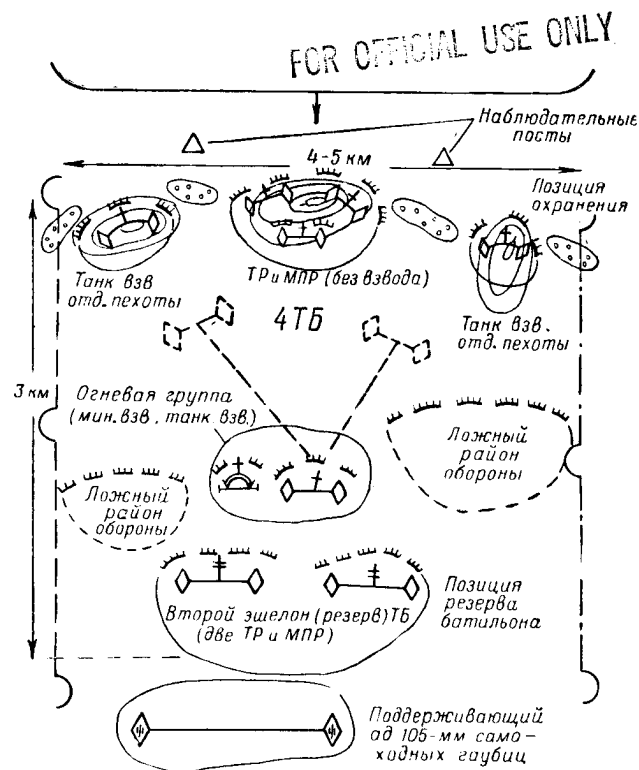 FOR OFFICIAL USE ONLY
Наблюдательные
посты
4-5 км
Позиция
охранения
Танк взв
отд. пехоты
ТР и МПР (без взвода)
Танк взв.
отд. пехоты
4ТБ
3 км
Огневая группа
(мин. взв., танк взв.)
Ложный
район
обороны
Ложный
район
обороны
Второй эшелон (резерв) ТБ
(две ТР и МПР)
Позиция
резерва
батильона
Поддерживающий
ад 105-мм само-
ходных гаубиц